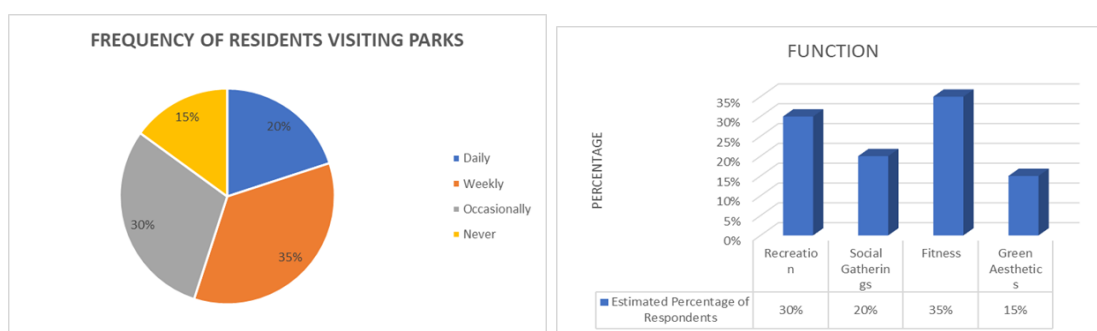 FREQUENCY OF RESIDENTS VISITING PARKS
15%
20%
30%
35%
Daily
Weekly
Occasionally
Never
FUNCTION
PERCENTAGE
35%
30%
25%
20%
15%
10%
5%
0%
Recreatio
n
Social
Gatherin
gs
Fitness
Green
Aesthetic
s
Estimated Percentage of
Respondents
30% 20% 35% 15%